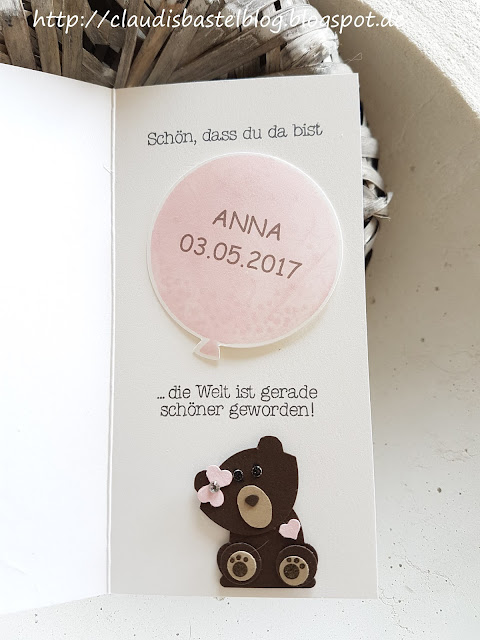 http://claudisbastelblog.blogspot.de
Schön, dass du da bist
ANNA
03.05.2017
... die Welt ist gerade
schöner geworden!